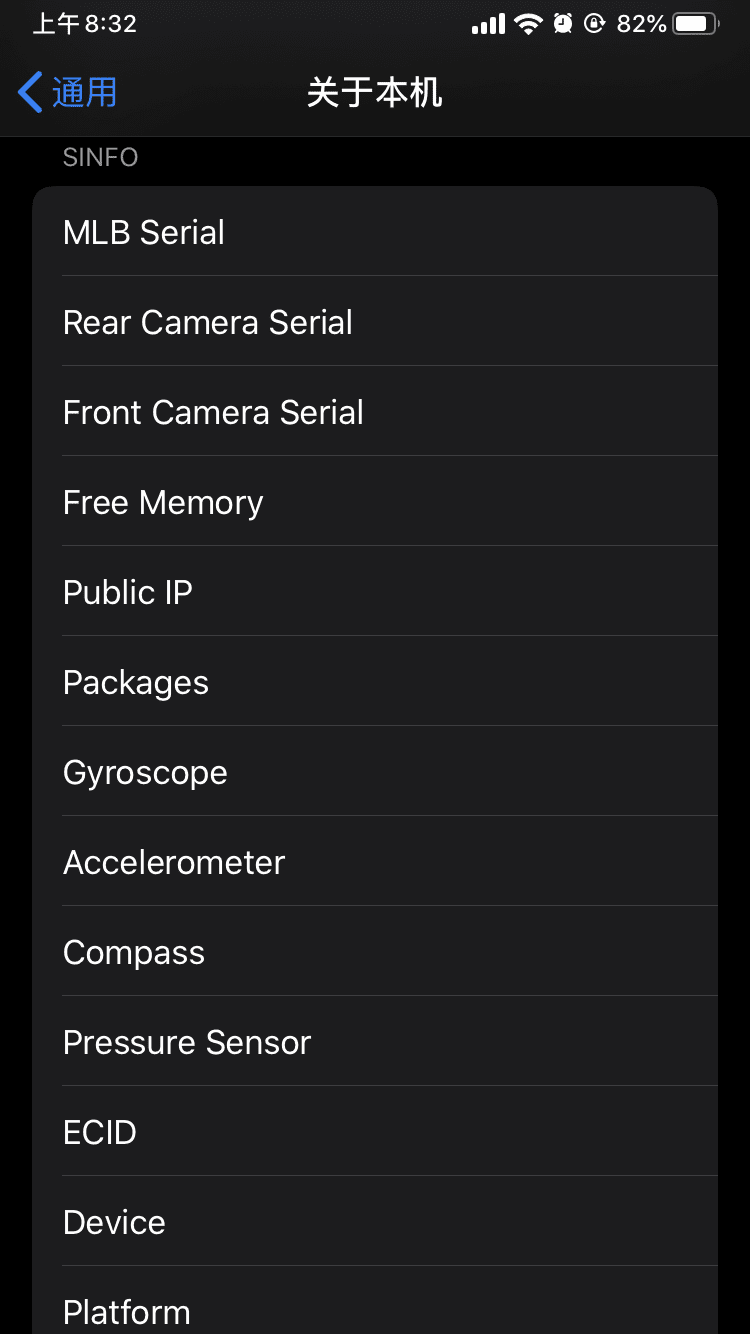 上午8:32 82%
通用 关于本机
SINFO
MLB Serial
Rear Camera Serial
Front Camera Serial
Free Memory
Public IP
Packages
Gyroscope
Accelerometer
Compass
Pressure Sensor
ECID
Device
Platform